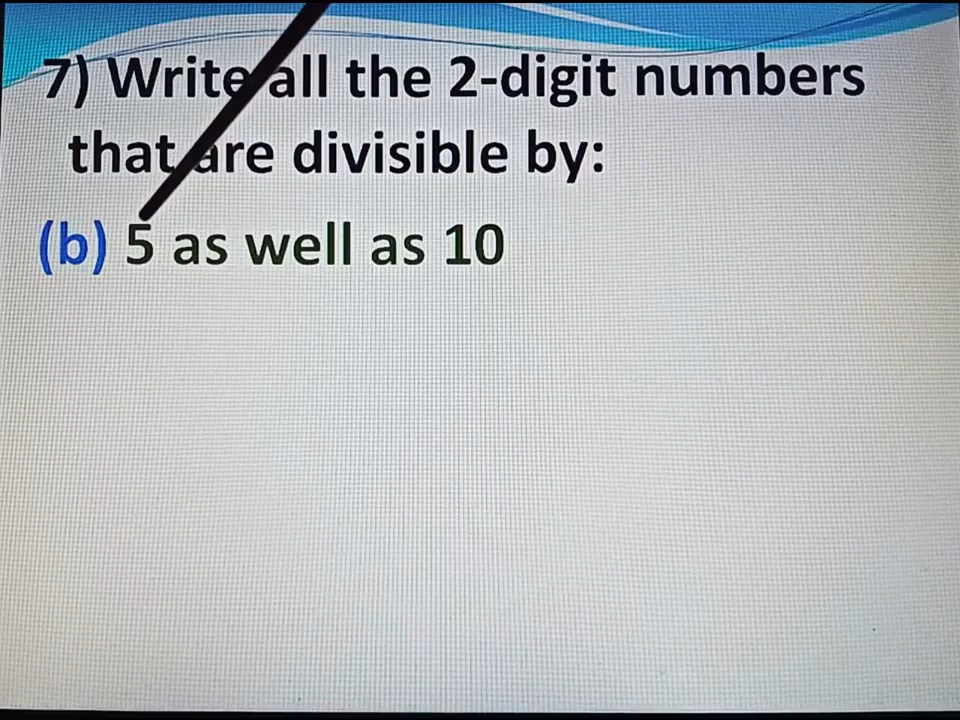 7) Write all the 2-digit numbers
that are divisible by:
(b) 5 as well as 10